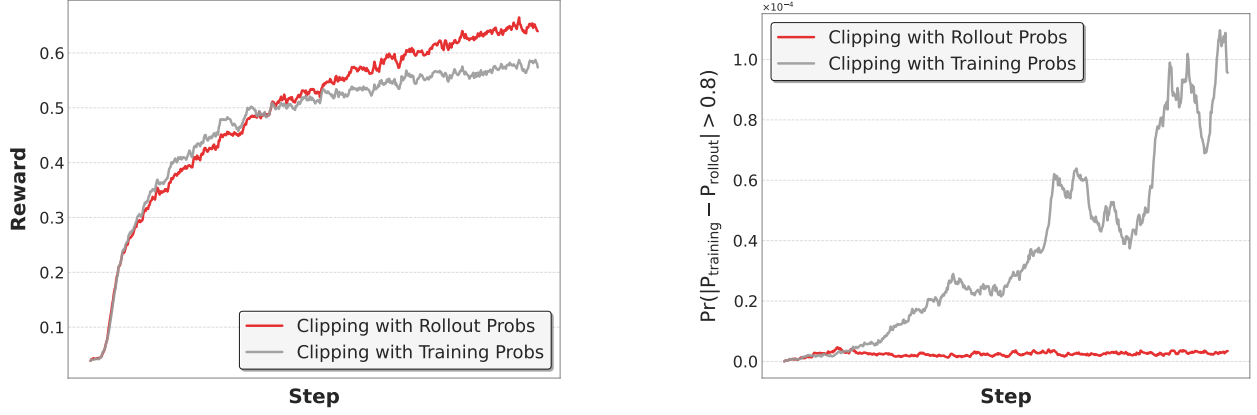 0.6
0.5
0.4
0.3
0.2
0.1
Reward
Clipping with Rollout Probs
Clipping with Training Probs
Step
×10⁻⁴
1.0
0.8
0.6
0.4
0.2
0.0
Pr(|Ptraining − Prollout| > 0.8)
Clipping with Rollout Probs
Clipping with Training Probs
Step